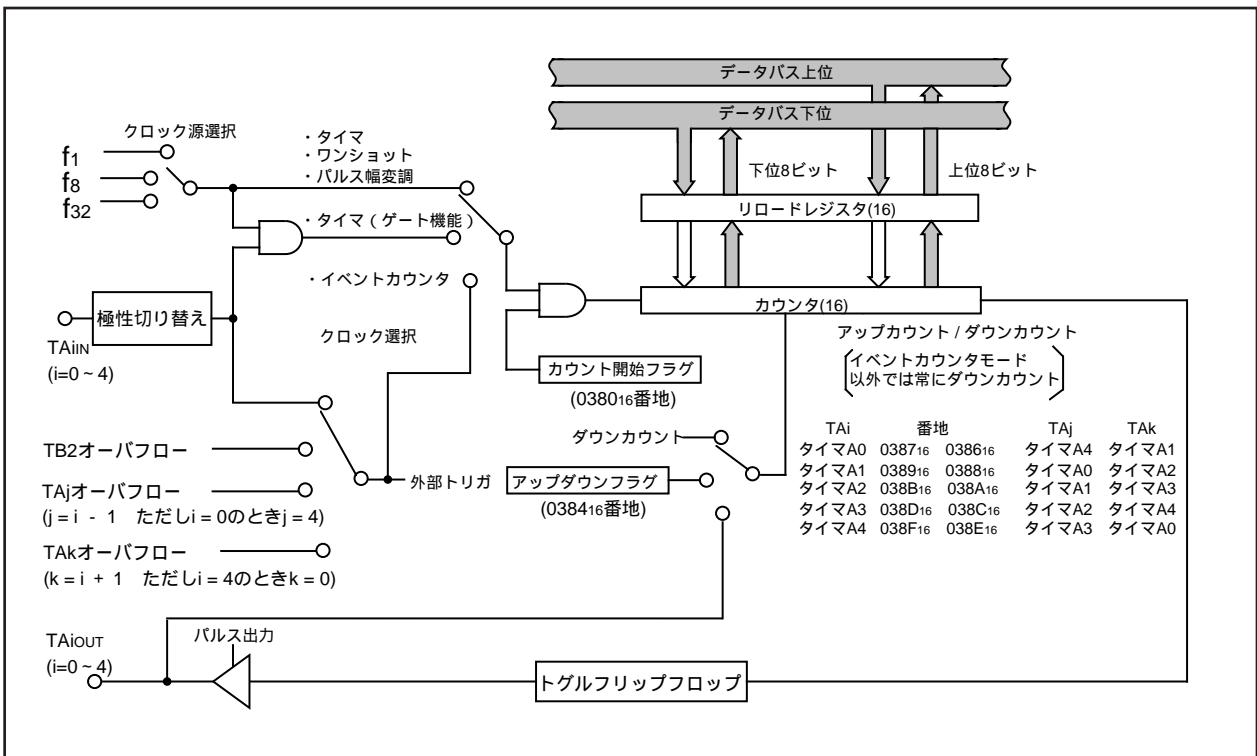 データバス上位
データバス下位
クロック源選択
・タイマ
・ワンショット
・パルス幅変調
f1
f8
f32
下位8ビット
上位8ビット
リロードレジスタ(16)
・タイマ（ゲート機能）
・イベントカウンタ
カウンタ(16)
極性切り替え
クロック選択
アップカウント / ダウンカウント
TAiIN
(i=0 ~ 4)
イベントカウンタモード
以外では常にダウンカウント
カウント開始フラグ
(038016番地)
TAi 番地 TAj TAk
タイマA0 038716 038616 タイマA4 タイマA1
タイマA1 038916 038816 タイマA0 タイマA2
タイマA2 038B16 038A16 タイマA1 タイマA3
タイマA3 038D16 038C16 タイマA2 タイマA4
タイマA4 038F16 038E16 タイマA3 タイマA0
ダウンカウント
TB2オーバフロー
外部トリガ
アップダウンフラグ
(038416番地)
TAjオーバフロー
(j = i - 1 ただしi = 0のときj = 4)
TAkオーバフロー
(k = i + 1 ただしi = 4のときk = 0)
TAiOUT
(i=0 ~ 4)
パルス出力
トグルフリップフロップ